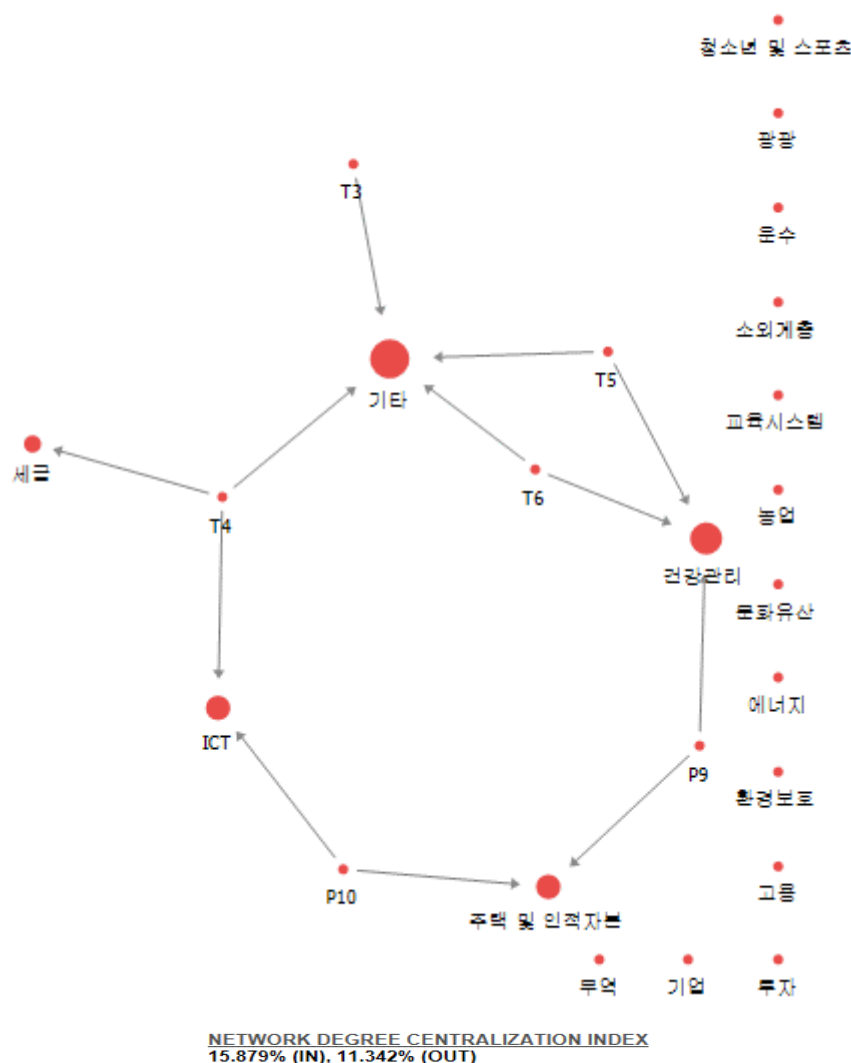 청소년 및 스포츠
관광
T3
운수
소외계층
T5
기타
교육시스템
세금
T6
농업
T4
건강관리
문화유산
에너지
ICT
P9
환경보호
P10
고용
주택 및 인적자본
무역 기업 투자
NETWORK DEGREE CENTRALIZATION INDEX
15.879% (IN), 11.342% (OUT)